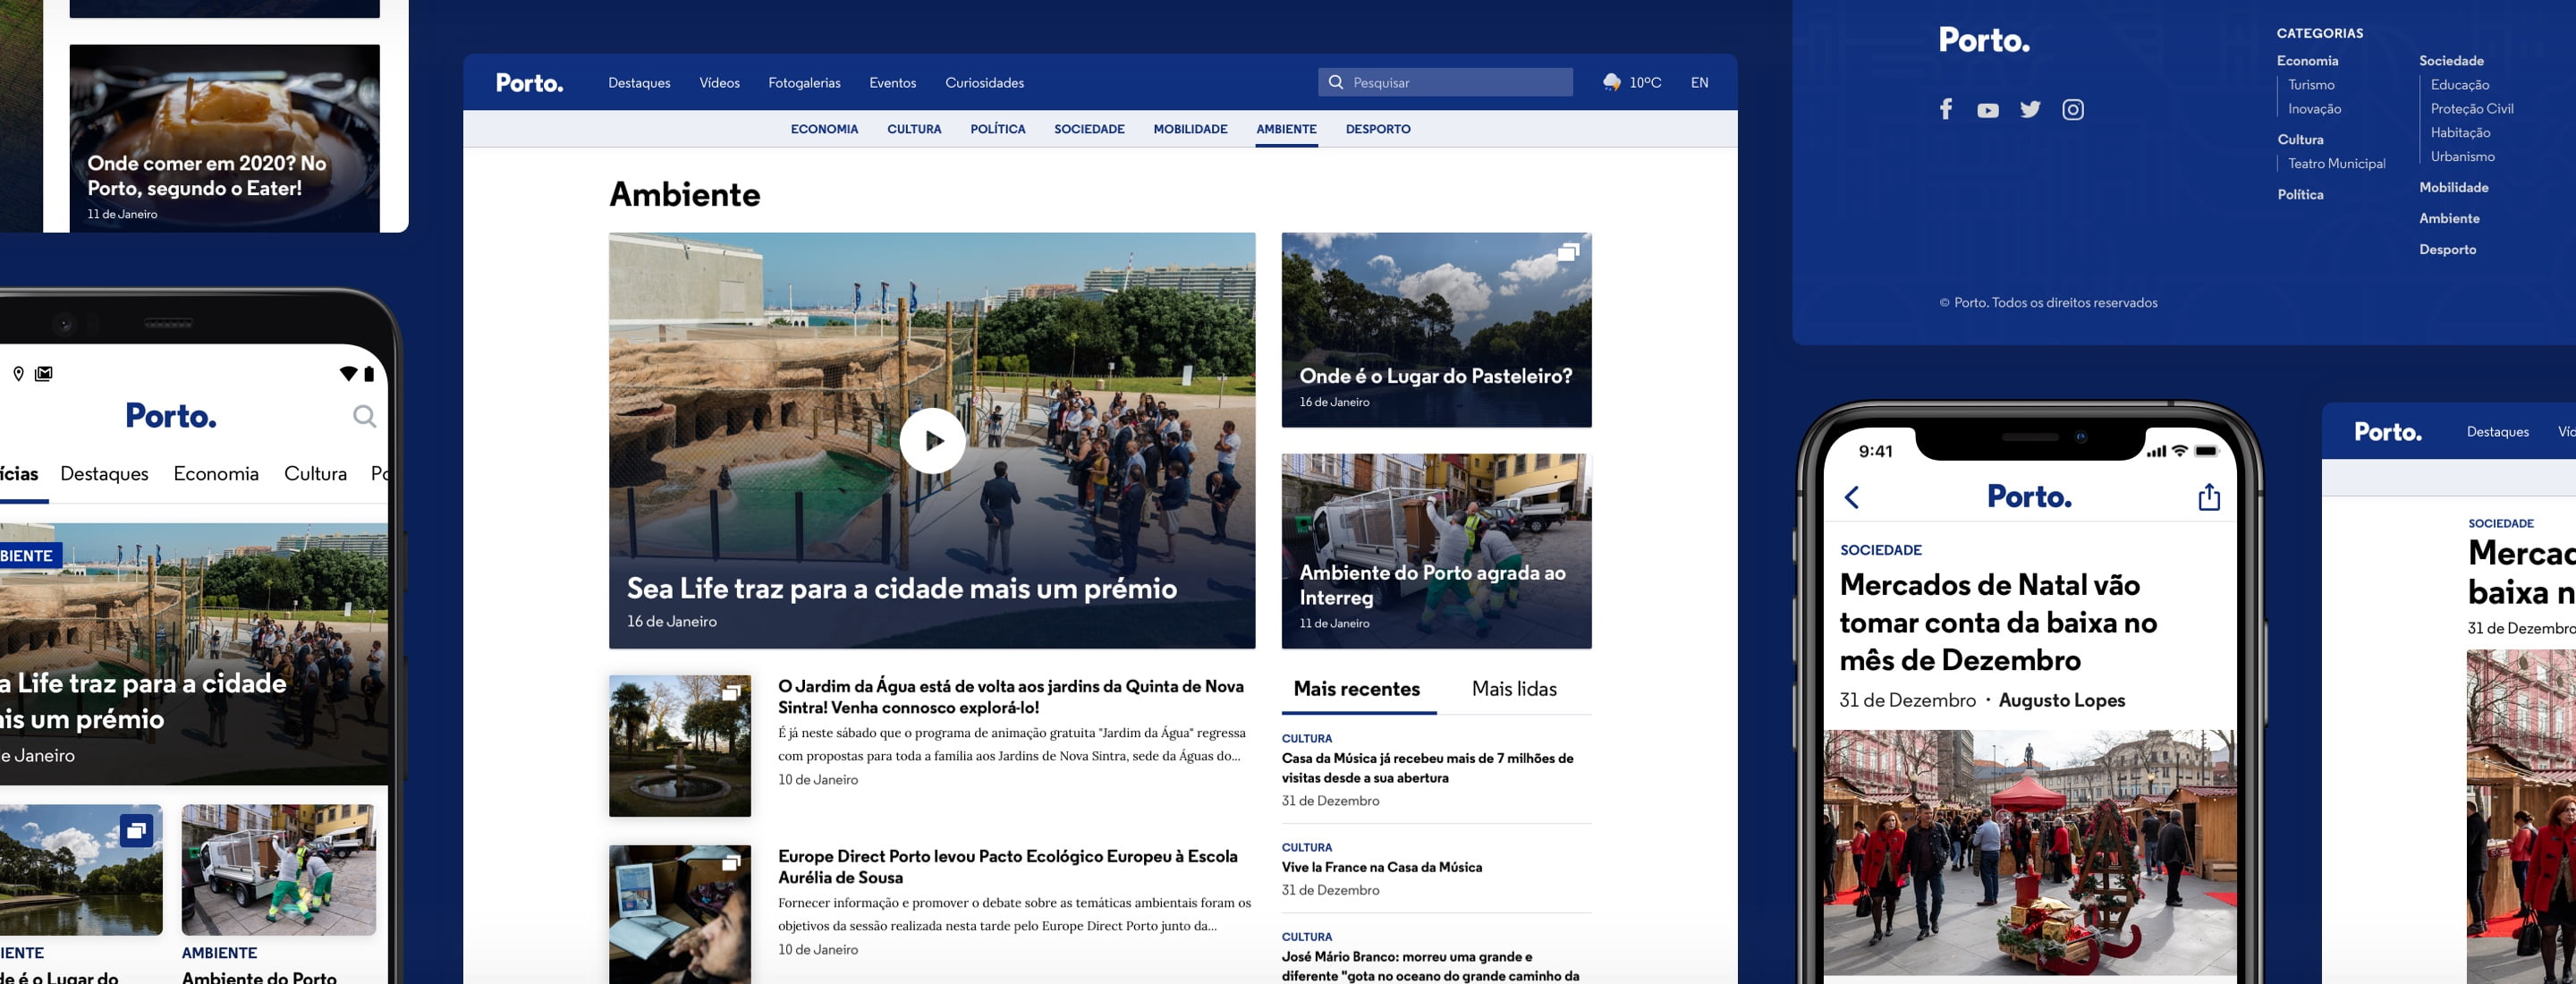 Onde comer em 2020? No
Porto, segundo o Eater!
11 de Janeiro
Porto.
Destaques
Economia
Cultura
BIENTE
a Life traz para a cidade
is um prémio
e Janeiro
IENTE
e é o Lugar do
AMBIENTE
Ambiente do Porto
Porto.
Destaques
Vídeos
Fotogalerias
Eventos
Curiosidades
Pesquisar
10ºC
EN
ECONOMIA
CULTURA
POLÍTICA
SOCIEDADE
MOBILIDADE
AMBIENTE
DESPORTO
Ambiente
Sea Life traz para a cidade mais um prémio
16 de Janeiro
Onde é o Lugar do Pasteleiro?
16 de Janeiro
Ambiente do Porto agrada ao
Interreg
11 de Janeiro
O Jardim da Água está de volta aos jardins da Quinta de Nova
Sintra! Venha connosco explorá-lo!
É já neste sábado que o programa de animação gratuita "Jardim da Água" regressa
com propostas para toda a família aos Jardins de Nova Sintra, sede da Águas do...
10 de Janeiro
Europe Direct Porto levou Pacto Ecológico Europeu à Escola
Aurélia de Sousa
Fornecer informação e promover o debate sobre as temáticas ambientais foram os
objetivos da sessão realizada nesta tarde pelo Europe Direct Porto junto da...
10 de Janeiro
Mais recentes
Mais lidas
CULTURA
Casa da Música já recebeu mais de 7 milhões de
visitas desde a sua abertura
31 de Dezembro
CULTURA
Vive la France na Casa da Música
31 de Dezembro
CULTURA
José Mário Branco: morreu uma grande e
diferente "gota no oceano do grande caminho da
Porto.
CATEGORIAS
Economia
Turismo
Inovação
Cultura
Teatro Municipal
Política
Sociedade
Educação
Proteção Civil
Habitação
Urbanismo
Mobilidade
Ambiente
Desporto
© Porto. Todos os direitos reservados
9:41
Porto.
SOCIEDADE
Mercados de Natal vão
tomar conta da baixa no
mês de Dezembro
31 de Dezembro · Augusto Lopes
Porto.
Destaques
SOCIEDADE
Mercad
baixa n
31 de Dezembro